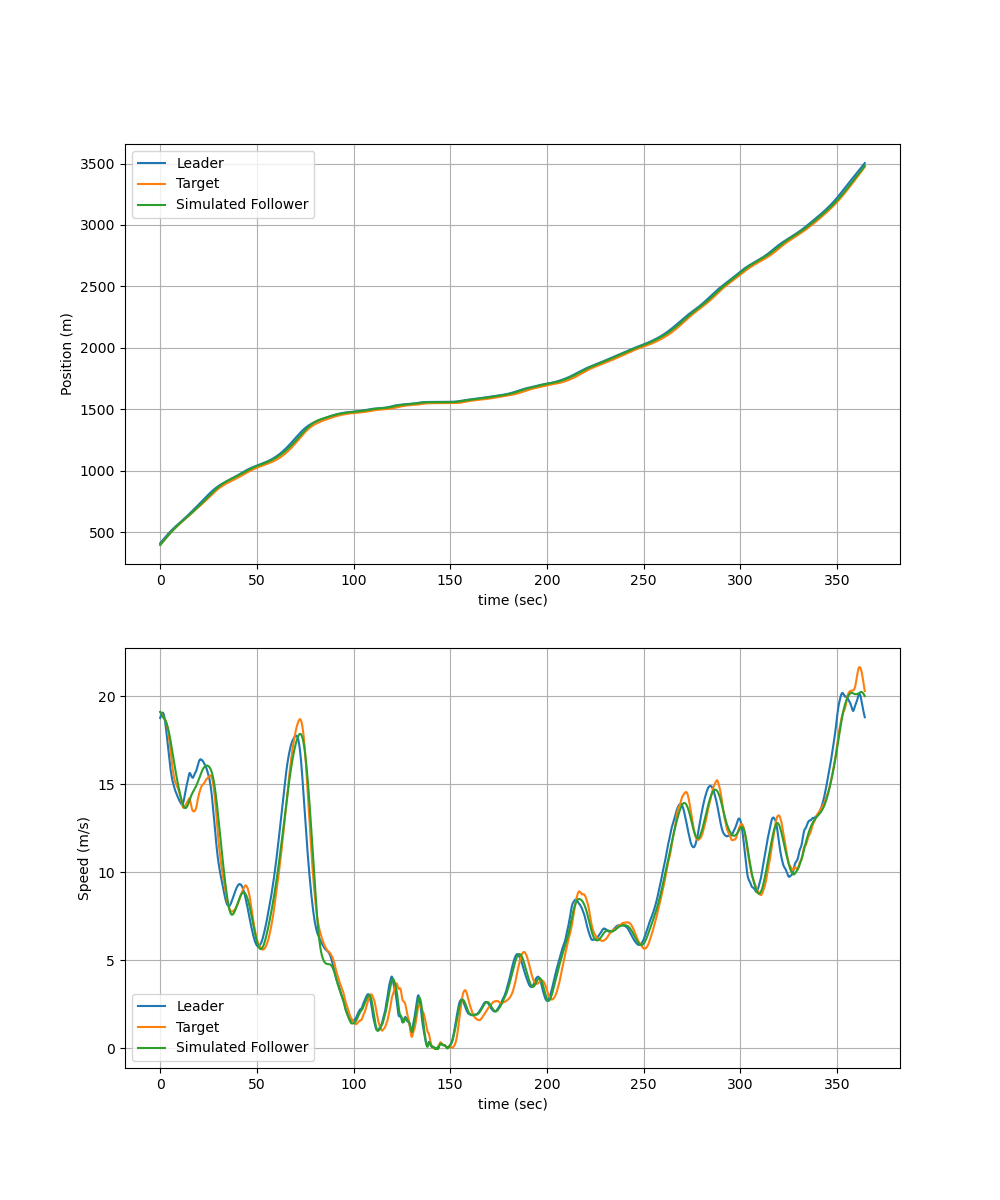 Leader
Target
Simulated Follower
Position (m)
3500
3000
2500
2000
1500
1000
500
0 50 100 150 200 250 300 350
time (sec)
Speed (m/s)
20
15
10
5
0
Leader
Target
Simulated Follower
0 50 100 150 200 250 300 350
time (sec)